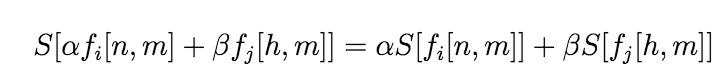 S[αf_i[n, m] + βf_j[h, m]] = αS[f_i[n, m]] + βS[f_j[h, m]]